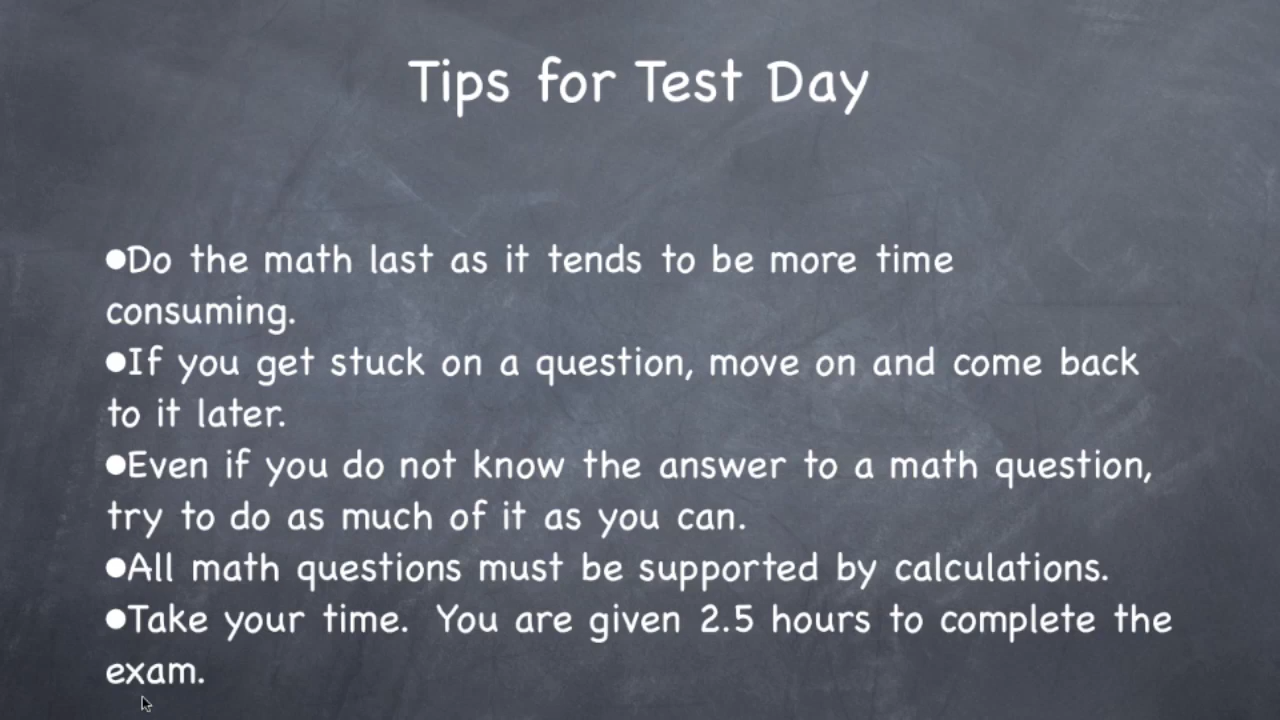 Tips for Test Day
●Do the math last as it tends to be more time
consuming.
●If you get stuck on a question, move on and come back
to it later.
●Even if you do not know the answer to a math question,
try to do as much of it as you can.
●All math questions must be supported by calculations.
●Take your time.  You are given 2.5 hours to complete the
exam.